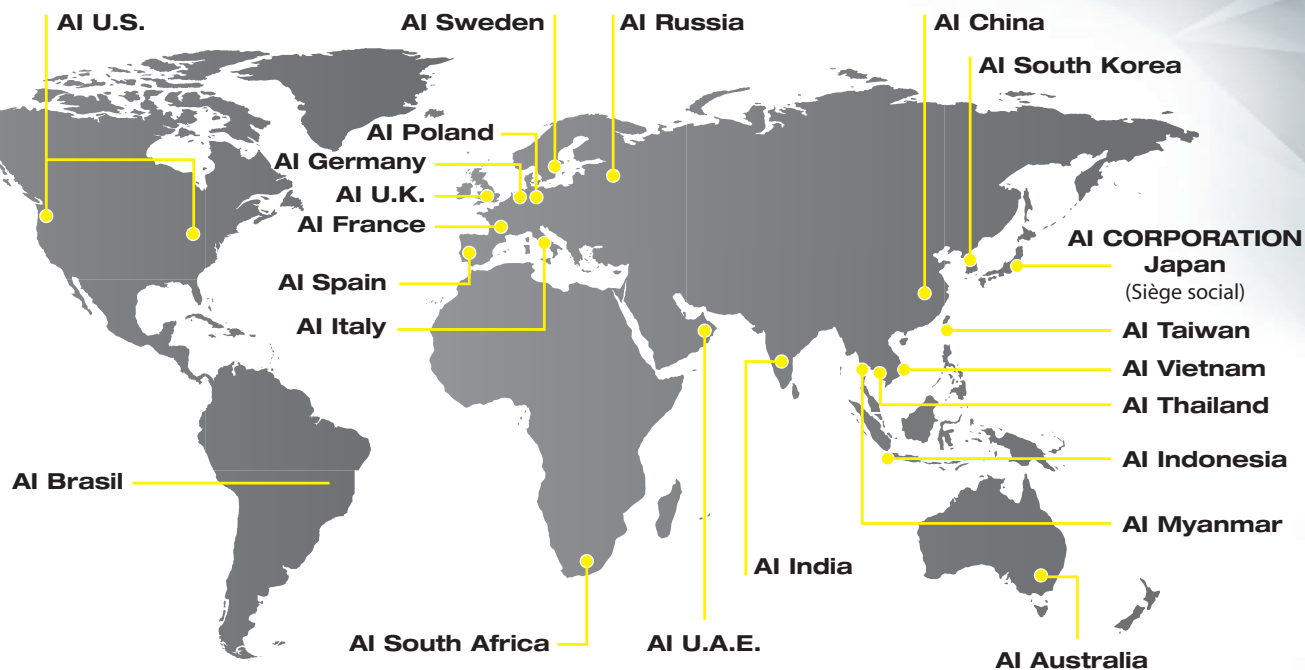 AI U.S.
AI Sweden
AI Russia
AI China
AI South Korea
AI Poland
AI Germany
AI U.K.
AI France
AI CORPORATION
Japan
(Siège social)
AI Spain
AI Italy
AI Taiwan
AI Vietnam
AI Thailand
AI Indonesia
AI Brasil
AI Myanmar
AI India
AI South Africa
AI U.A.E.
AI Australia